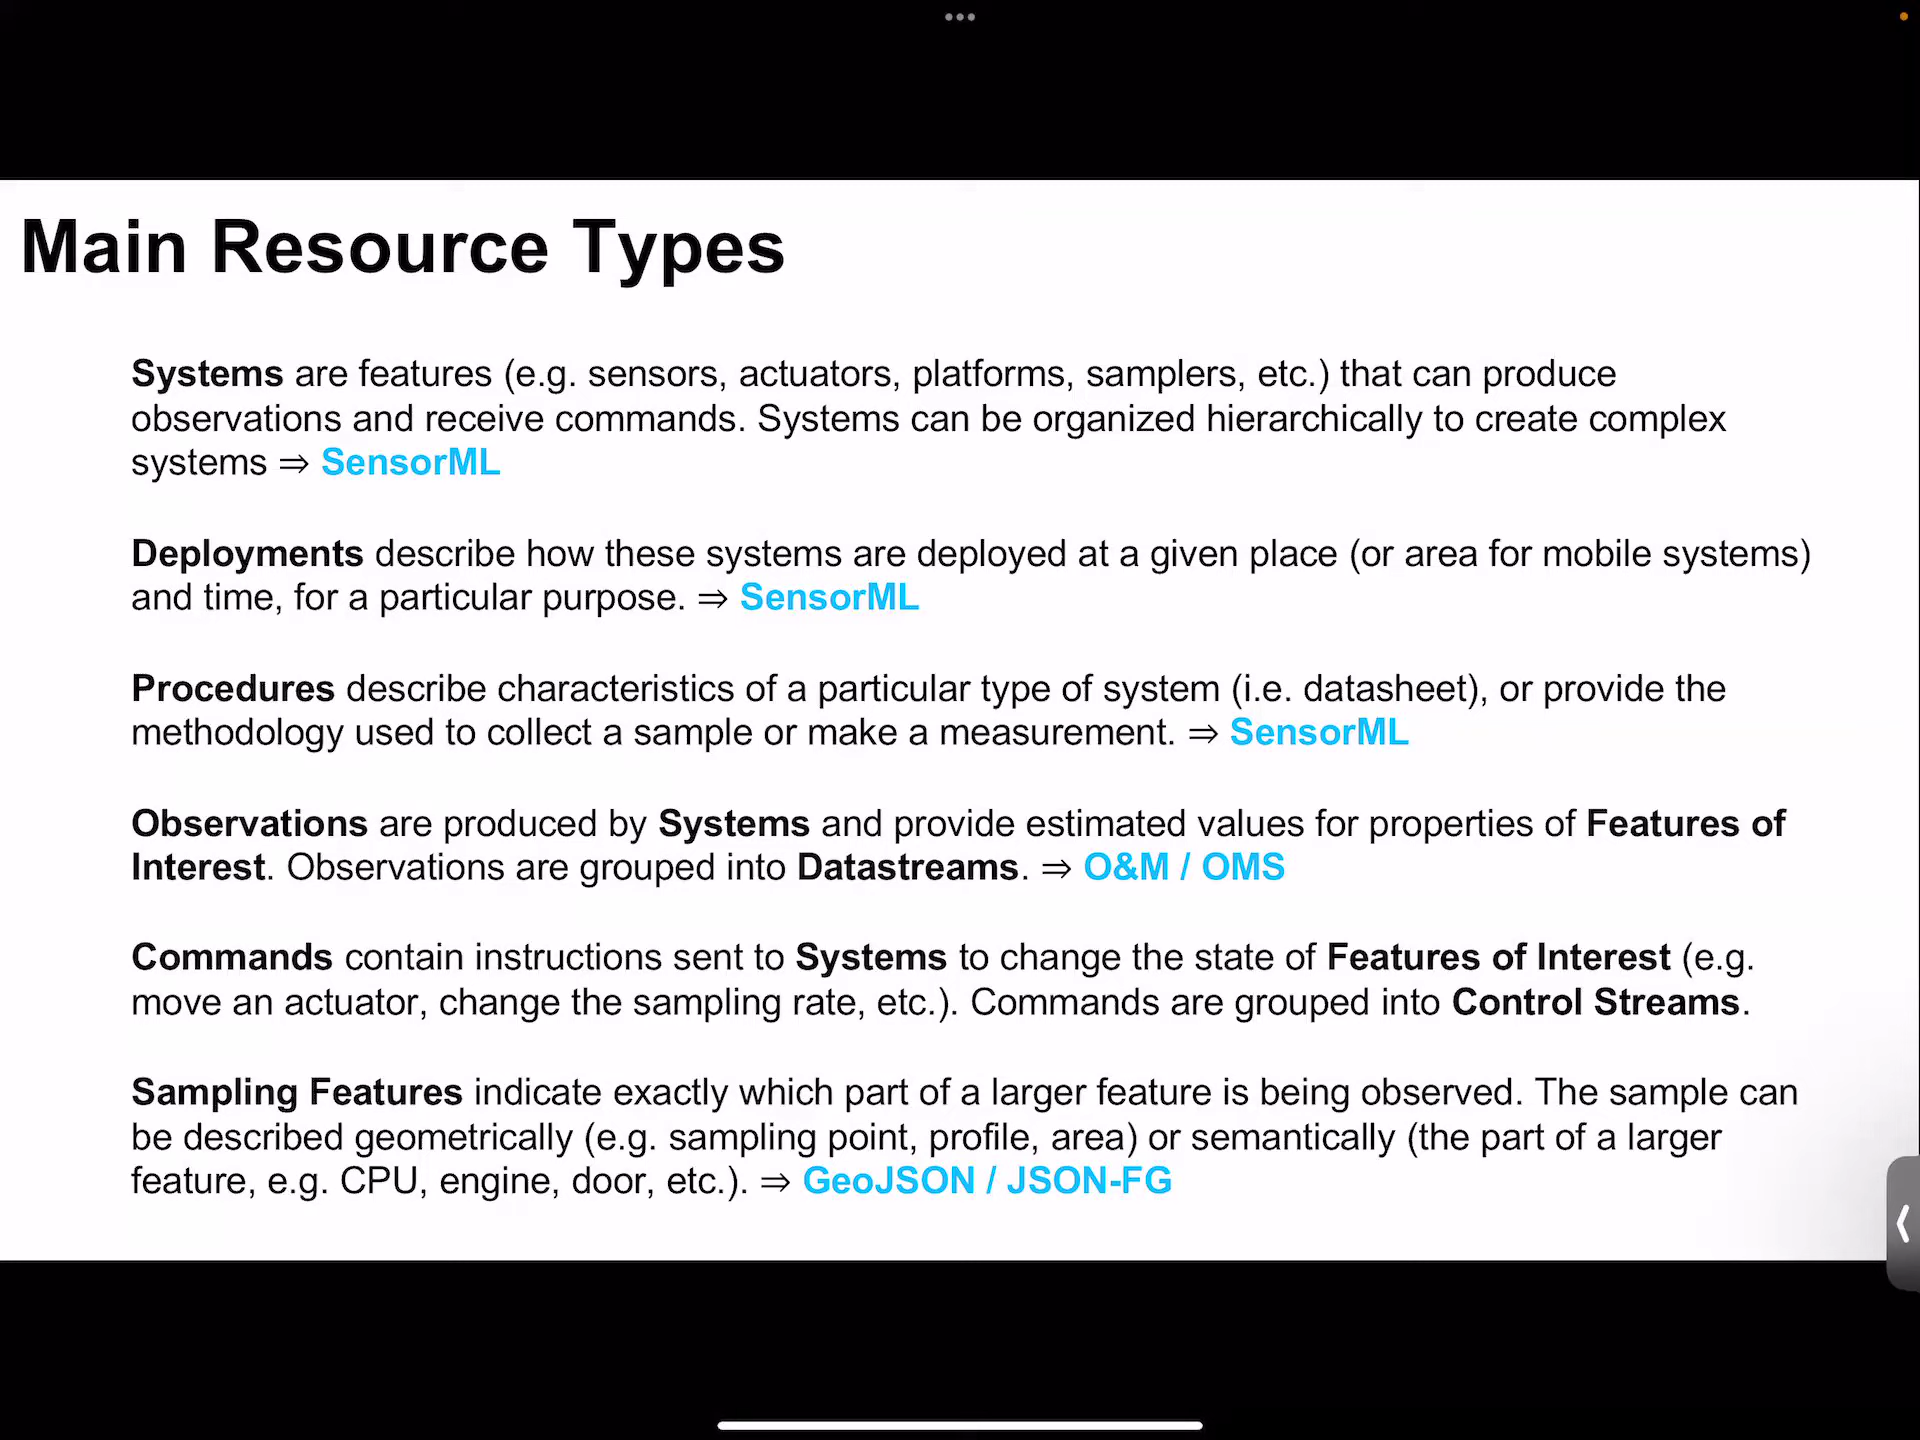 Main Resource Types
Systems are features (e.g. sensors, actuators, platforms, samplers, etc.) that can produce
observations and receive commands. Systems can be organized hierarchically to create complex
systems ⇒ SensorML
Deployments describe how these systems are deployed at a given place (or area for mobile systems)
and time, for a particular purpose. ⇒ SensorML
Procedures describe characteristics of a particular type of system (i.e. datasheet), or provide the
methodology used to collect a sample or make a measurement. ⇒ SensorML
Observations are produced by Systems and provide estimated values for properties of Features of
Interest. Observations are grouped into Datastreams. ⇒ O&M / OMS
Commands contain instructions sent to Systems to change the state of Features of Interest (e.g.
move an actuator, change the sampling rate, etc.). Commands are grouped into Control Streams.
Sampling Features indicate exactly which part of a larger feature is being observed. The sample can
be described geometrically (e.g. sampling point, profile, area) or semantically (the part of a larger
feature, e.g. CPU, engine, door, etc.). ⇒ GeoJSON / JSON-FG